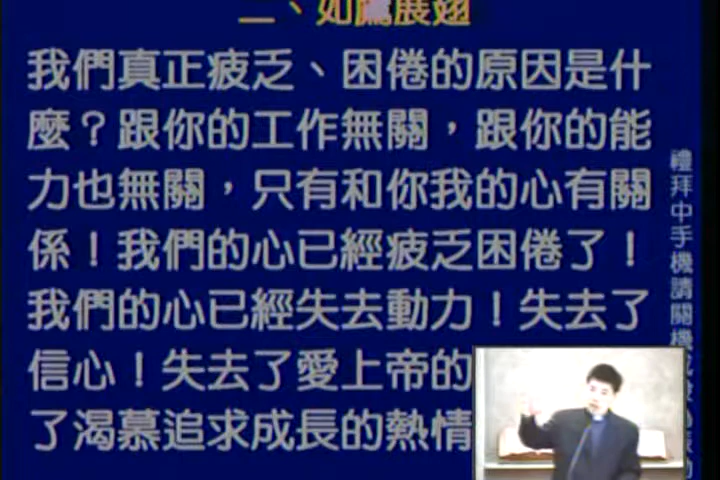 二、如鷹展翅
我們真正疲乏、困倦的原因是什
麼？跟你的工作無關，跟你的能
力也無關，只有和你我的心有關
係！我們的心已經疲乏困倦了！
我們的心已經失去動力！失去了
信心！失去了愛上帝的
了渴慕追求成長的熱情
禮拜中手機請關機